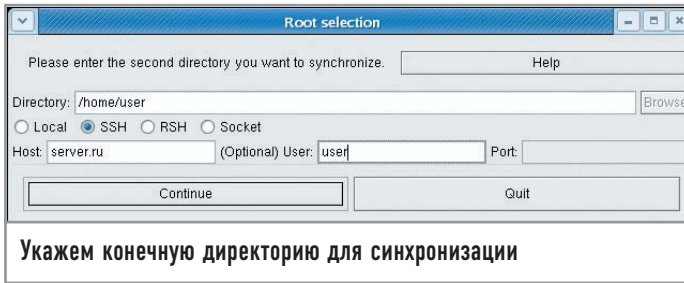 Root selection
Please enter the second directory you want to synchronize. Help
Directory: /home/user Browse
Local SSH RSH Socket
Host: server.ru (Optional) User: user Port:
Continue Quit
Укажем конечную директорию для синхронизации